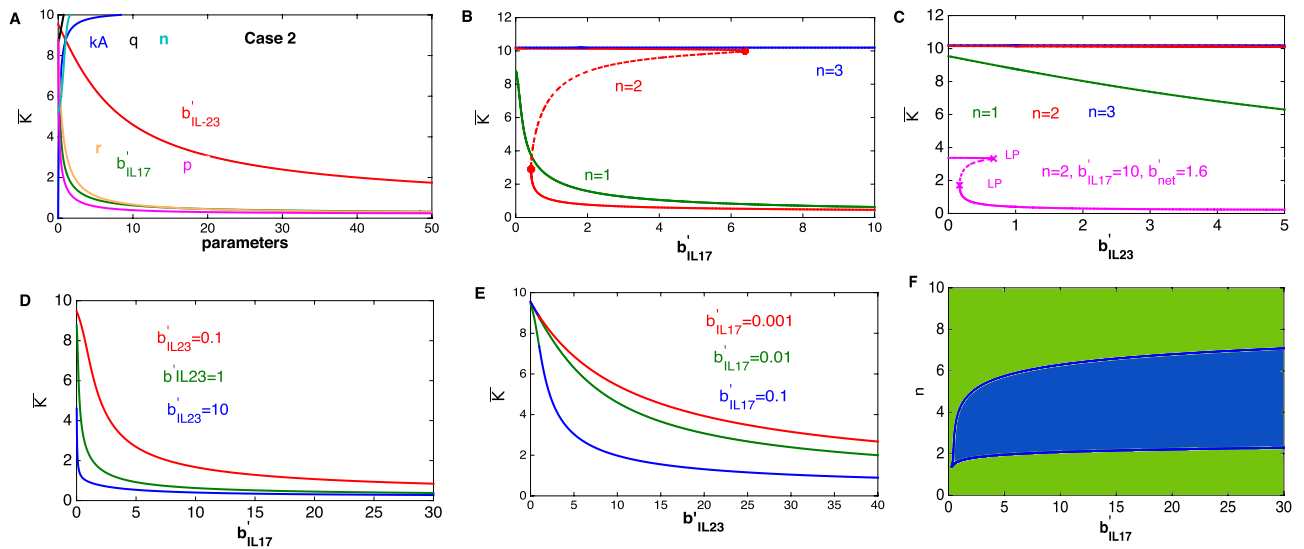 A
10
8
6
4
2
0
K
kA
q
n
Case 2
b'IL-23
r
b'IL17
p
0
10
20
30
40
50
parameters
B
12
10
8
6
4
2
0
K
n=3
n=2
n=1
0
2
4
6
8
10
b'IL17
C
12
10
8
6
4
2
0
K
n=1
n=2
n=3
LP
LP
n=2, b'IL17=10, b'net=1.6
0
1
2
3
4
5
b'IL23
D
10
8
6
4
2
0
K
b'IL23=0.1
b'IL23=1
b'IL23=10
0
5
10
15
20
25
30
b'IL17
E
10
8
6
4
2
0
K
b'IL17=0.001
b'IL17=0.01
b'IL17=0.1
0
5
10
15
20
25
30
35
40
b'IL23
F
10
8
6
4
2
0
n
0
5
10
15
20
25
30
b'IL17